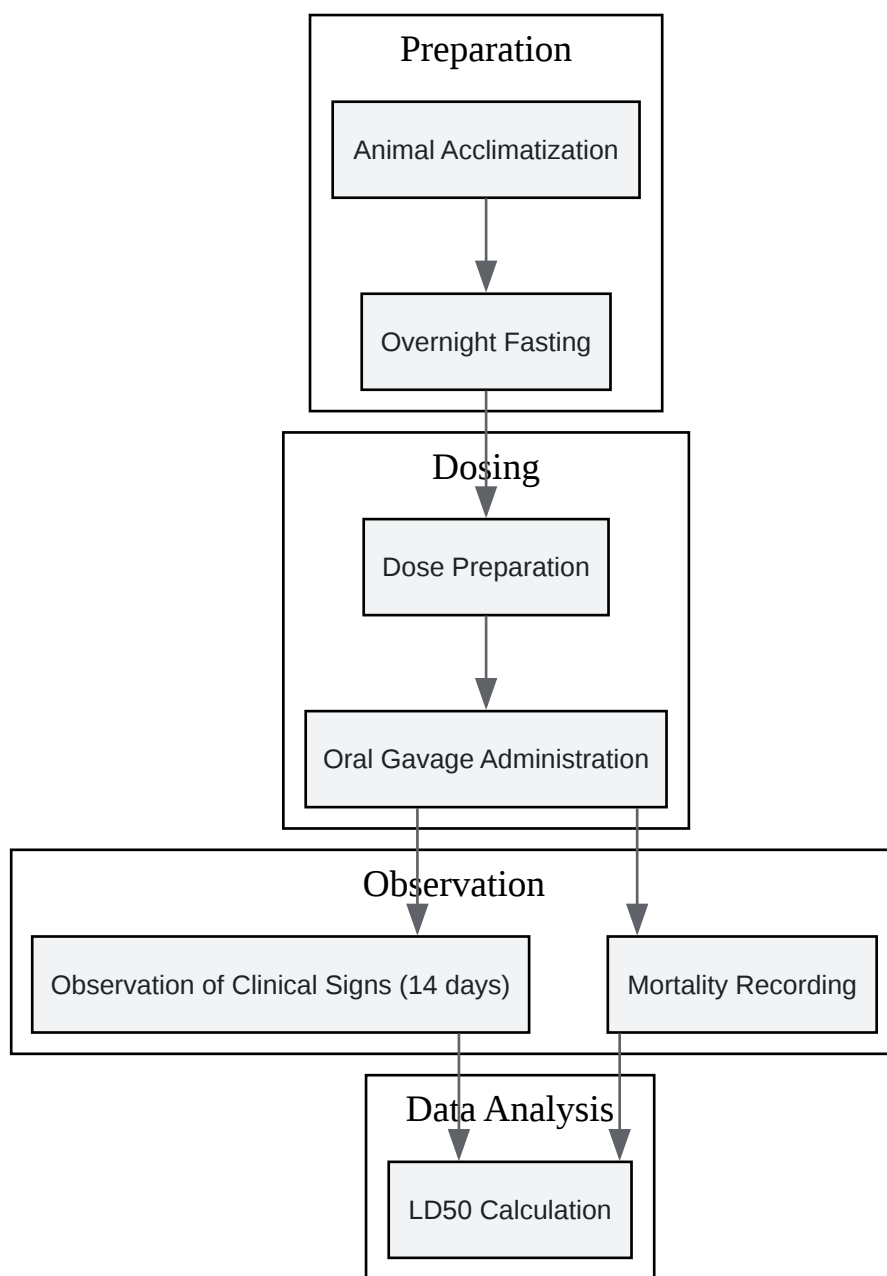 Preparation
Animal Acclimatization
Overnight Fasting
Dosing
Dose Preparation
Oral Gavage Administration
Observation
Observation of Clinical Signs (14 days)
Mortality Recording
Data Analysis
LD50 Calculation